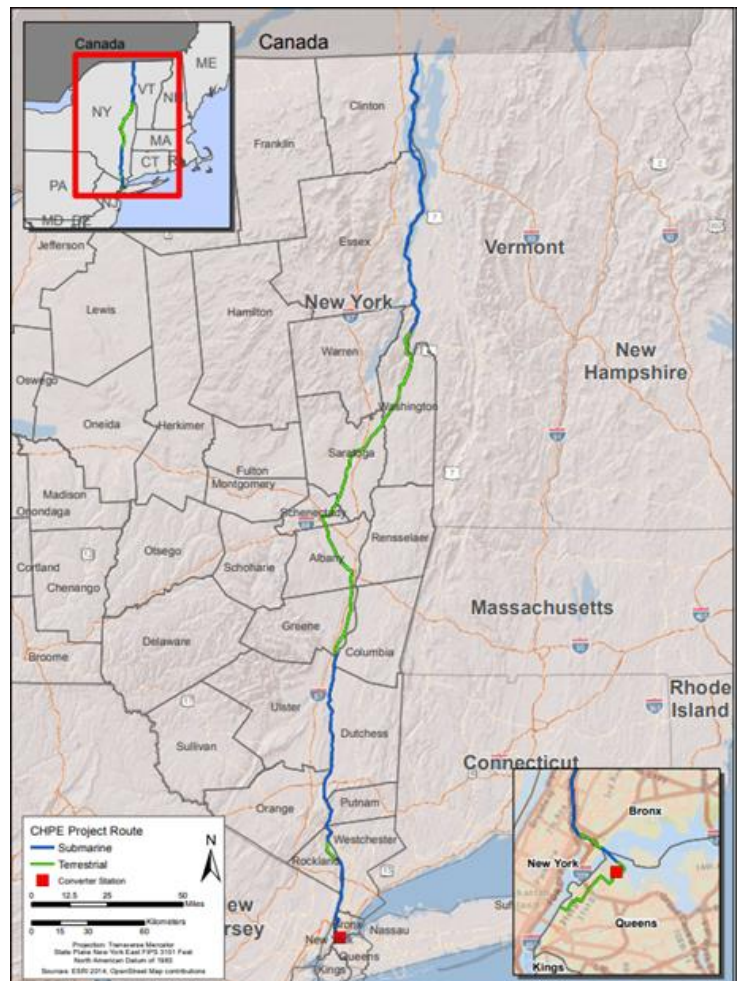 Canada
Canada
ME
VT
NY
MA
CT
PA
NJ
MD
Clinton
Franklin
Essex
Vermont
Jefferson
Lewis
Hamilton
New York
Warren
New
Hampshire
Oswego
Oneida
Herkimer
Washington
Saratoga
Fulton
Montgomery
Madison
Onondaga
Schenectady
Otsego
Albany
Rensselaer
Schoharie
Cortland
Chenango
Massachusetts
Greene
Delaware
Columbia
Broome
Rhode
Island
Ulster
Sullivan
Dutchess
Connecticut
Orange
Putnam
Westchester
Rockland
Bronx
Nassau
New
Queens
Kings
CHPE Project Route
Submarine
Terrestrial
Converter Station
N
0 12.5 25 50
Miles
Kilometers
0 15 30 60
Projection: Transverse Mercator
State Plane New York East FIPS 3101 Feet
North American Datum of 1983
Sources: ESRI 2014, OpenStreet Map contributions
Bronx
New York
Queens
Kings